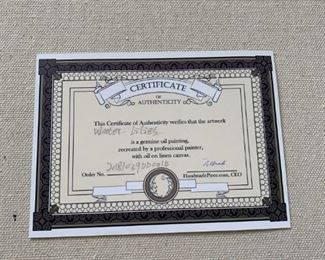 CERTIFICATE
OF
AUTHENTICITY
This Certificate of Authenticity verifies that the artwork
Water-Lilies
is a genuine oil painting,
recreated by a professional painter,
with oil on linen canvas.
Order No.
HandmadePiece.com, CEO